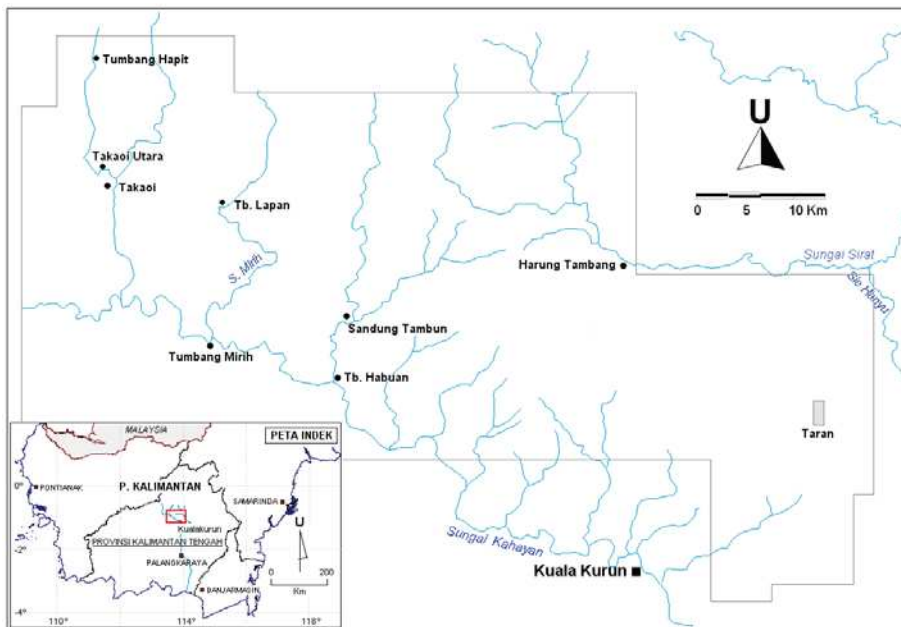 Tumbang Hapit
U
Takaoi Utara
Takaoi
Tb. Lapan
0 5 10 Km
Sungai Sirat
Harung Tambang
S. Mirih
Sandung Tambun
Tumbang Mirih
Tb. Habuan
Taran
Sungai Kahayan
Kuala Kurun
MALAYSIA
PETA INDEK
0°
PONTIANAK
P. KALIMANTAN
SAMARINDA
U
Kualakurun
PROVINSI KALIMANTAN TENGAH
-2°
PALANGKARAYA
0 200
Km
BANJARMASIN
-4°
110° 114° 118°